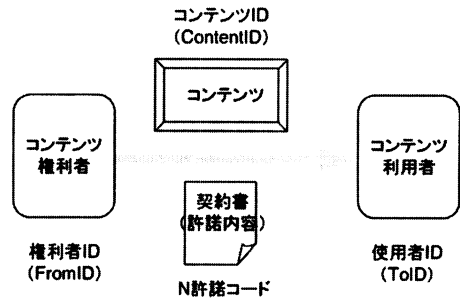 コンテンツID
(ContentID)
コンテンツ
コンテンツ
権利者
コンテンツ
利用者
契約書
(許諾内容)
権利者ID
(FromID)
使用者ID
(ToID)
N許諾コード